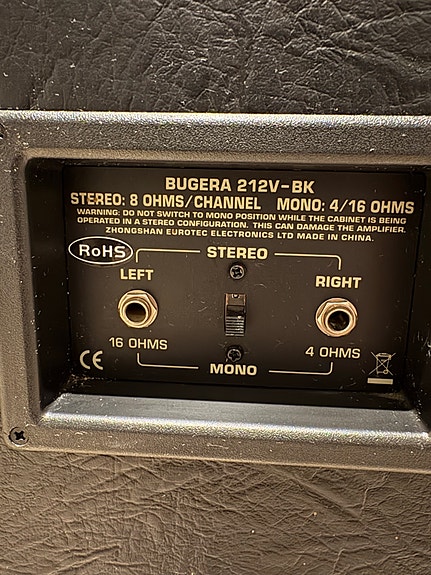 BUGERA 212V-BK
STEREO: 8 OHMS/CHANNEL MONO: 4/16 OHMS
WARNING: DO NOT SWITCH TO MONO POSITION WHILE THE CABINET IS BEING
OPERATED IN A STEREO CONFIGURATION. THIS CAN DAMAGE THE AMPLIFIER.
ZHONGSHAN EUROTEC ELECTRONICS LTD MADE IN CHINA.
RoHS
STEREO
LEFT
RIGHT
16 OHMS
4 OHMS
MONO
CE